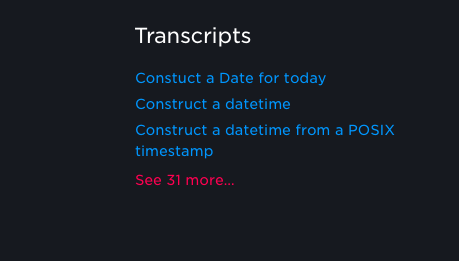 Transcripts
Constuct a Date for today
Construct a datetime
Construct a datetime from a POSIX
timestamp
See 31 more...